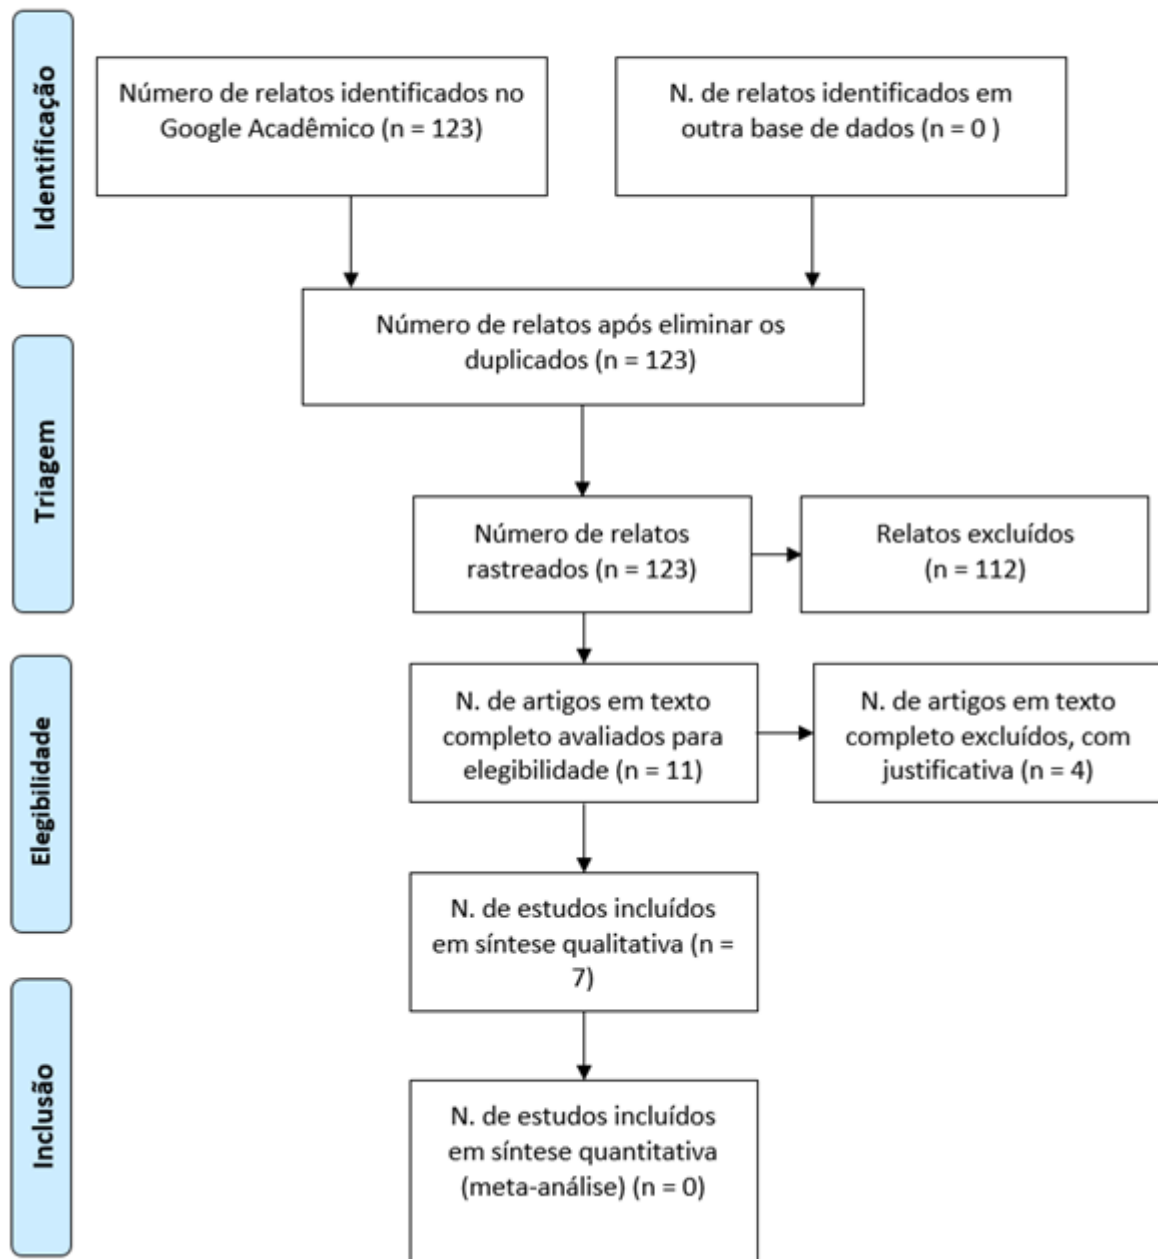 Identificação
Número de relatos identificados no
Google Acadêmico (n = 123)
N. de relatos identificados em
outra base de dados (n = 0 )
Número de relatos após eliminar os
duplicados (n = 123)
Triagem
Número de relatos
rastreados (n = 123)
Relatos excluídos
(n = 112)
Elegibilidade
N. de artigos em texto
completo avaliados para
elegibilidade (n = 11)
N. de artigos em texto
completo excluídos, com
justificativa (n = 4)
N. de estudos incluídos
em síntese qualitativa (n =
7)
Inclusão
N. de estudos incluídos
em síntese quantitativa
(meta-análise) (n = 0)